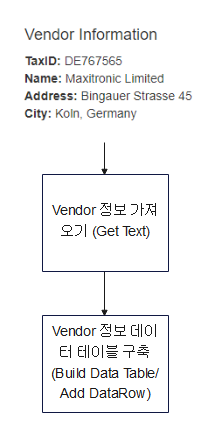 Vendor Information
TaxID: DE767565
Name: Maxitronic Limited
Address: Bingauer Strasse 45
City: Koln, Germany
Vendor 정보 가져
오기 (Get Text)
Vendor 정보 데이
터 테이블 구축
(Build Data Table/
Add DataRow)